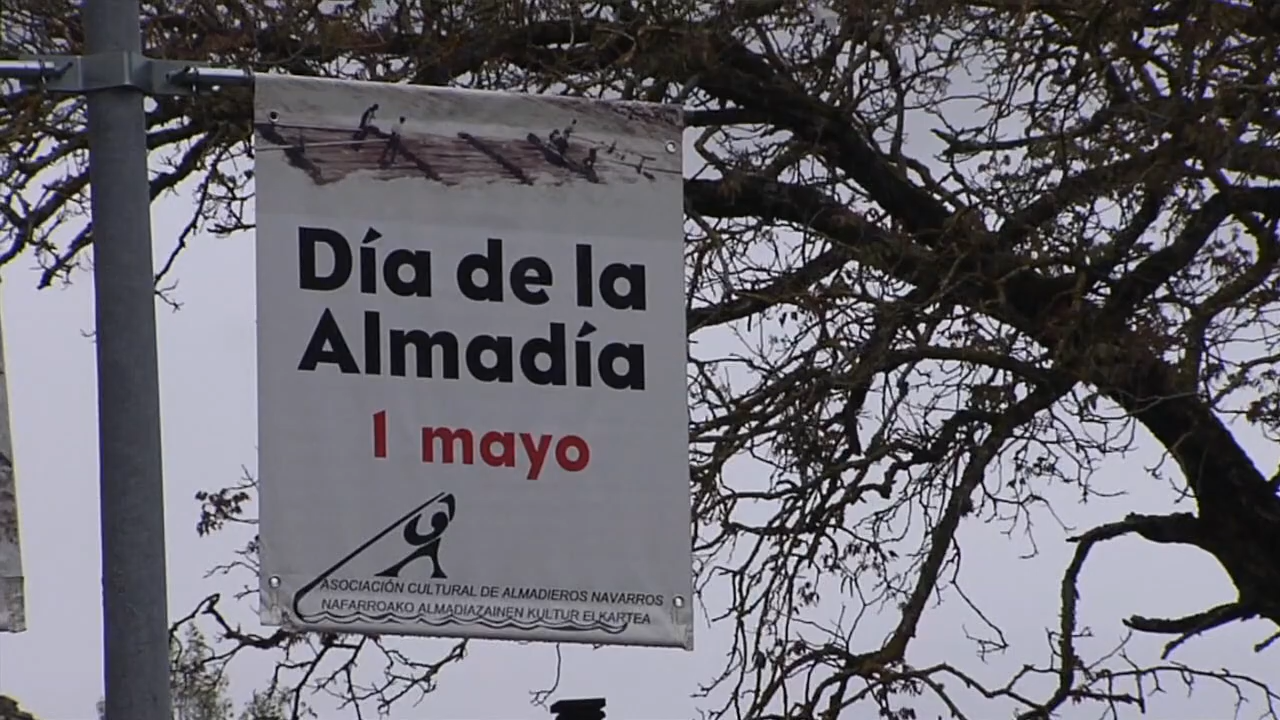 Día de la
Almadía
1 mayo
ASOCIACIÓN CULTURAL DE ALMADIEROS NAVARROS
NAFARROAKO ALMADIAZAINEN KULTUR ELKARTEA